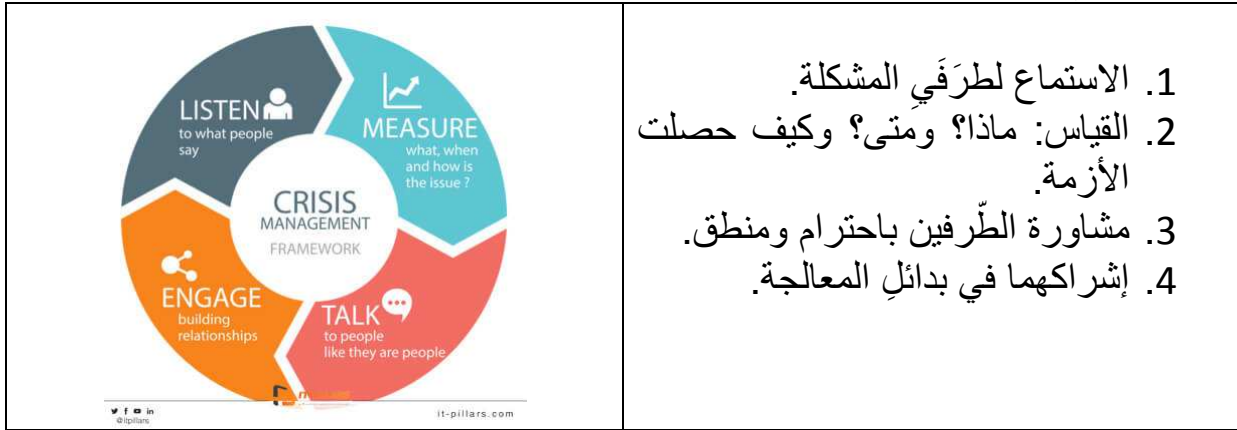 LISTEN
to what people
say
MEASURE
what, when
and how is
the issue ?
CRISIS
MANAGEMENT
FRAMEWORK
ENGAGE
building
relationships
TALK
to people
like they are people
@itpillars
it-pillars.com
1. الاستماع لطرَفَيِ المشكلة.
2. القياس: ماذا؟ ومتى؟ وكيف حصلت
الأزمة.
3. مشاورة الطّرفين باحترام ومنطق.
4. إشراكهما في بدائلِ المعالجة.